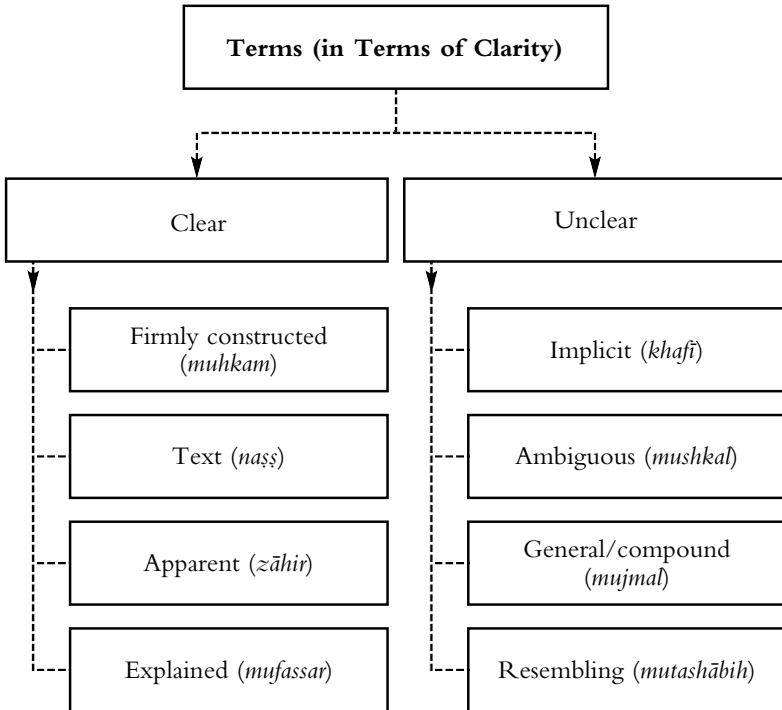 Terms (in Terms of Clarity)
Clear
Unclear
Firmly constructed
(muhkam)
Text (naṣṣ)
Apparent (zāhir)
Explained (mufassar)
Implicit (khafī)
Ambiguous (mushkal)
General/compound
(mujmal)
Resembling (mutashābih)